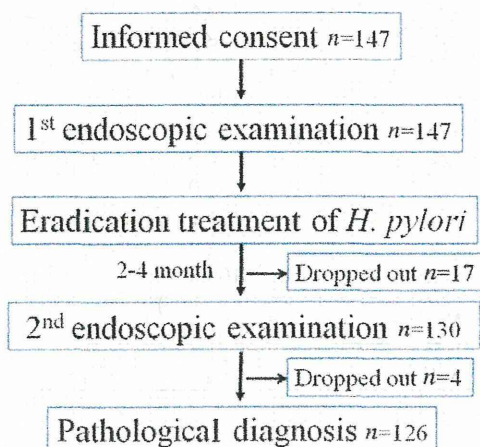 Informed consent n=147
1st endoscopic examination n=147
Eradication treatment of H. pylori
2-4 month
Dropped out n=17
2nd endoscopic examination n=130
Dropped out n=4
Pathological diagnosis n=126